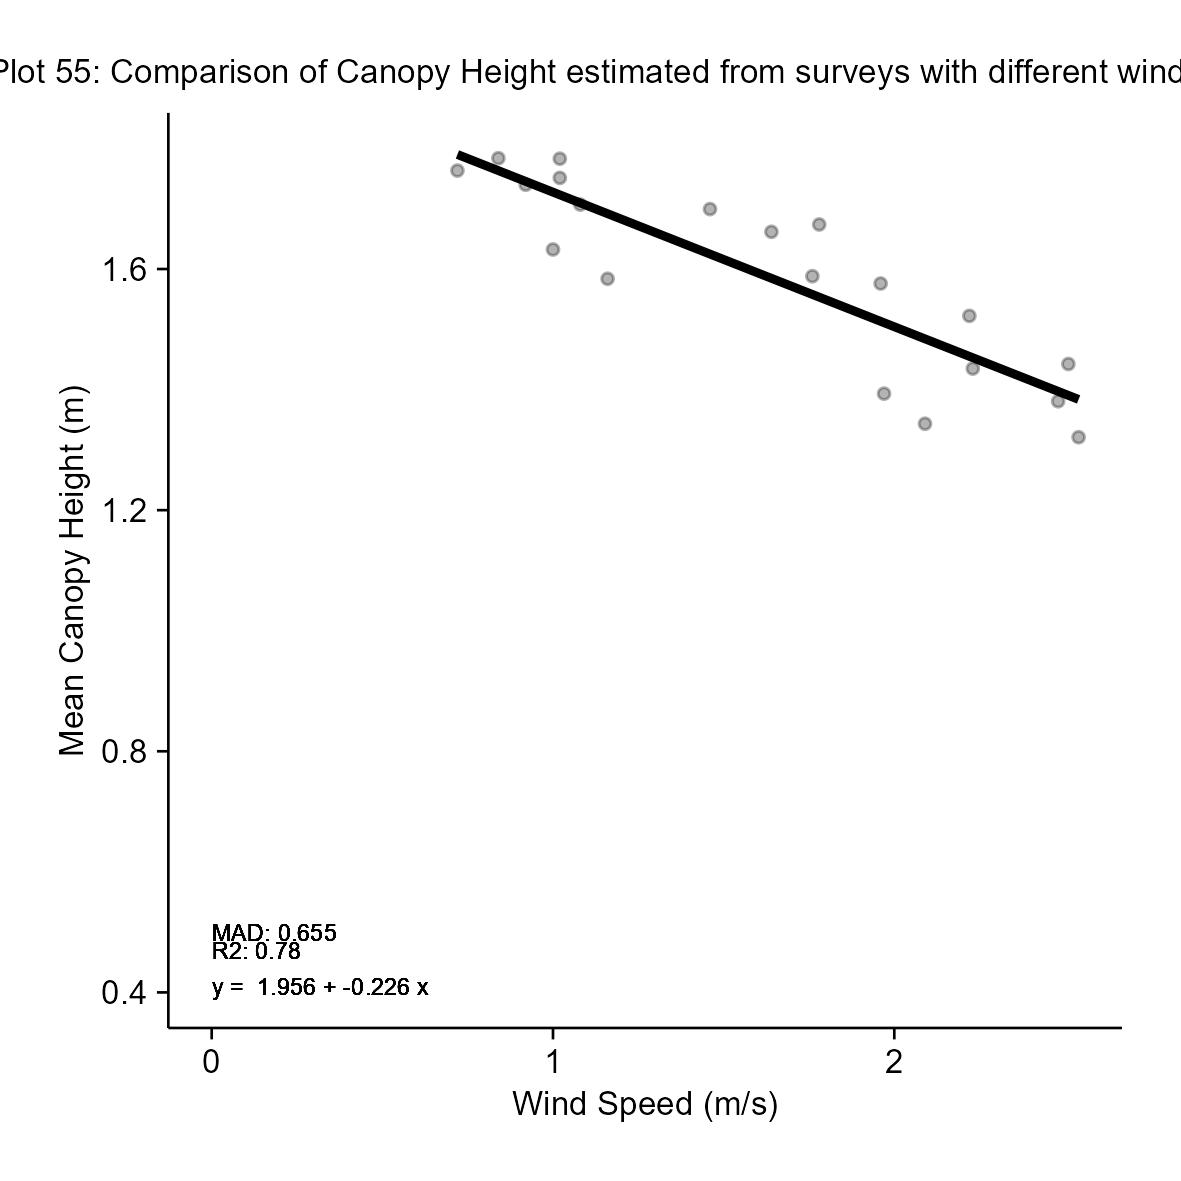 Plot 55: Comparison of Canopy Height estimated from surveys with different wind
1.6
1.2
0.8
0.4
Mean Canopy Height (m)
MAD: 0.655
R2: 0.78
y =  1.956 + -0.226 x
0 1 2
Wind Speed (m/s)